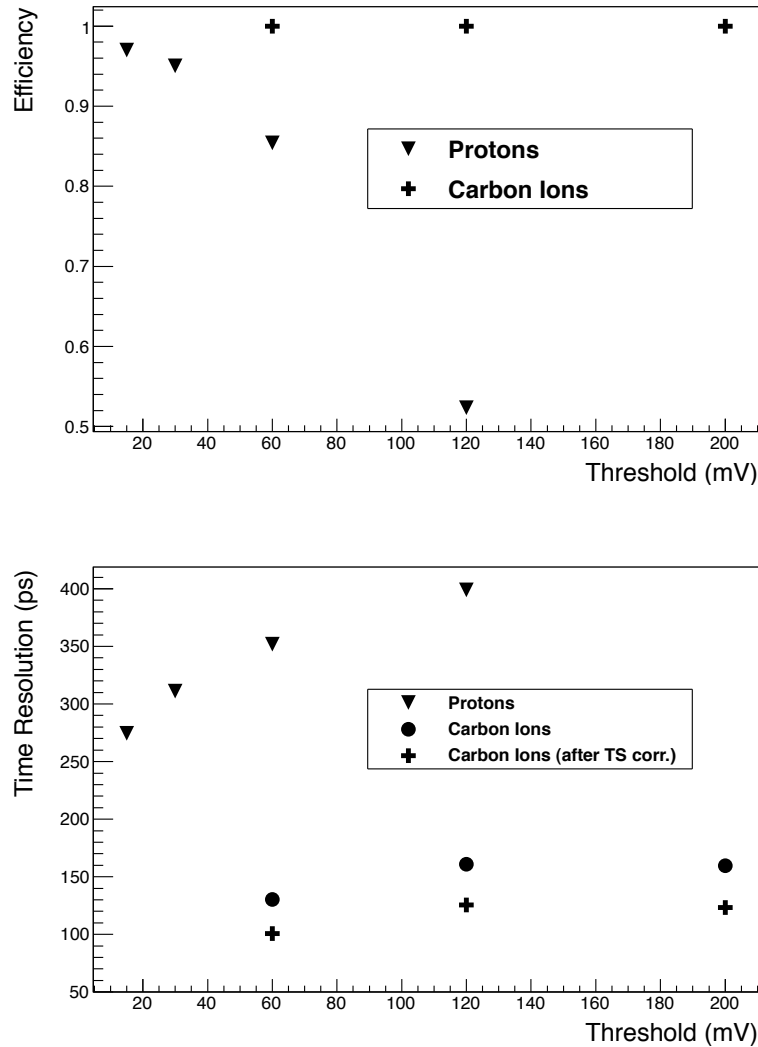 Efficiency
1
0.9
0.8
0.7
0.6
0.5
Protons
Carbon Ions
20 40 60 80 100 120 140 160 180 200
Threshold (mV)
Time Resolution (ps)
400
350
300
250
200
150
100
50
Protons
Carbon Ions
Carbon Ions (after TS corr.)
20 40 60 80 100 120 140 160 180 200
Threshold (mV)